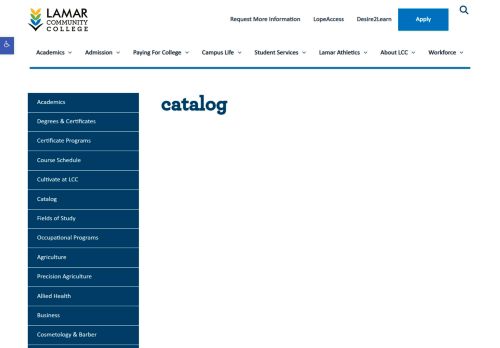 LAMAR
COMMUNITY
COLLEGE
Request More Information LopeAccess Desire2Learn Apply
Academics Admission Paying For College Campus Life Student Services Lamar Athletics About LCC Workforce
catalog
Academics
Degrees & Certificates
Certificate Programs
Course Schedule
Cultivate at LCC
Catalog
Fields of Study
Occupational Programs
Agriculture
Precision Agriculture
Allied Health
Business
Cosmetology & Barber